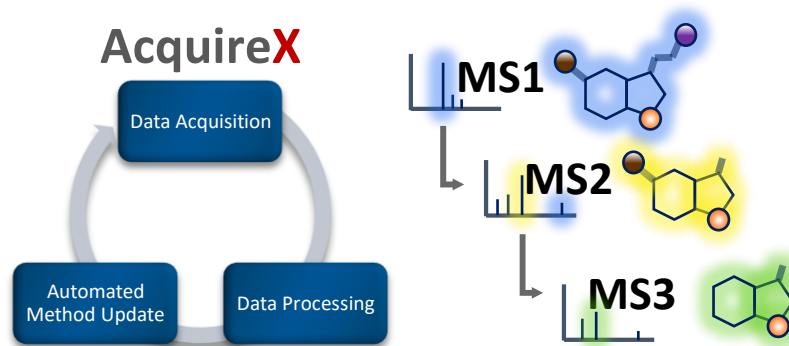 AcquireX
Data Acquisition
Automated
Method Update
Data Processing
MS1
MS2
MS3